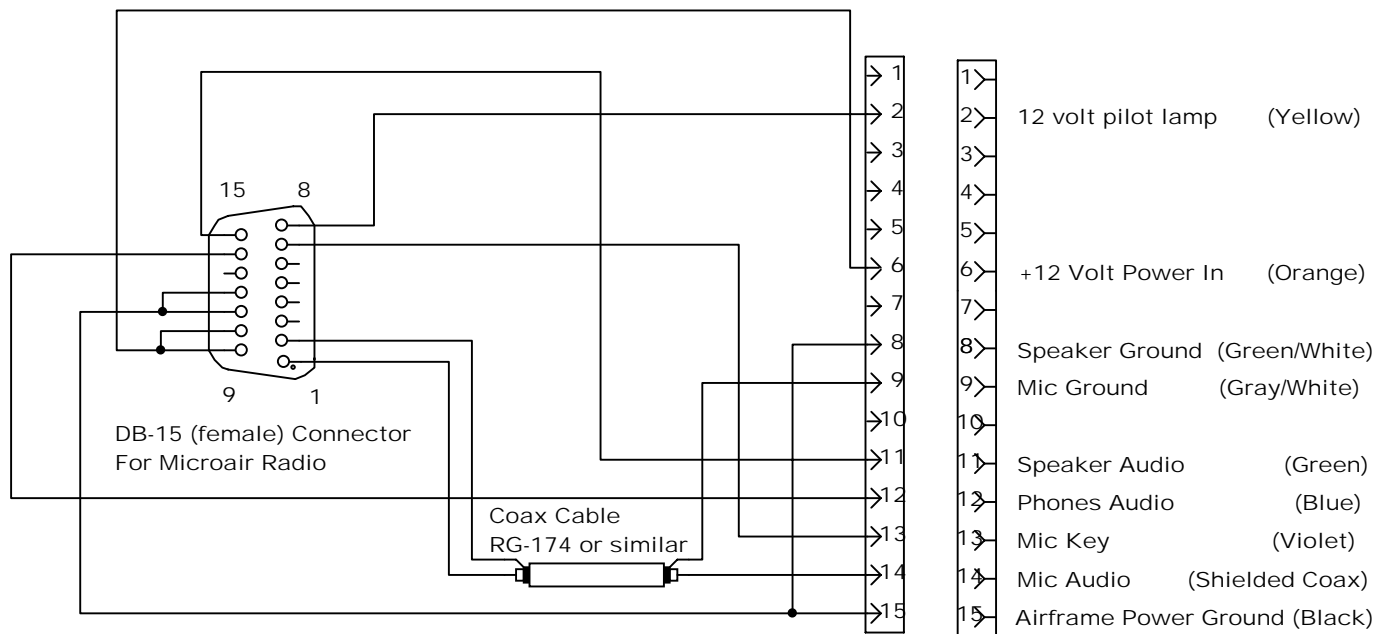 1 1
2 2 12 volt pilot lamp (Yellow)
3 3
4 4
15 8
5 5
6 6 +12 Volt Power In (Orange)
7 7
8 8 Speaker Ground (Green/White)
9 9 Mic Ground (Gray/White)
9 1
10 10
DB-15 (female) Connector
For Microair Radio
11 11 Speaker Audio (Green)
12 12 Phones Audio (Blue)
Coax Cable
RG-174 or similar
13 13 Mic Key (Violet)
14 14 Mic Audio (Shielded Coax)
15 15 Airframe Power Ground (Black)